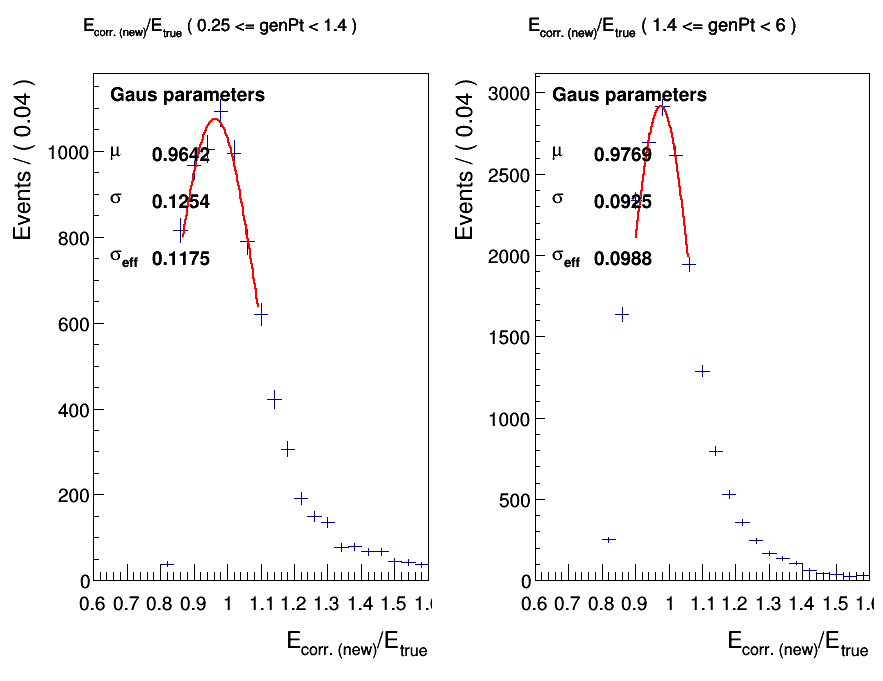 E_corr. (new)/E_true ( 0.25 <= genPt < 1.4 )
Events / ( 0.04 )
Gaus parameters
μ 0.9642
σ 0.1254
σ_eff 0.1175
1000
800
600
400
200
0
0.6 0.7 0.8 0.9 1 1.1 1.2 1.3 1.4 1.5 1.6
E_corr. (new)/E_true
E_corr. (new)/E_true ( 1.4 <= genPt < 6 )
Events / ( 0.04 )
Gaus parameters
μ 0.9769
σ 0.0925
σ_eff 0.0988
3000
2500
2000
1500
1000
500
0
0.6 0.7 0.8 0.9 1 1.1 1.2 1.3 1.4 1.5 1.6
E_corr. (new)/E_true